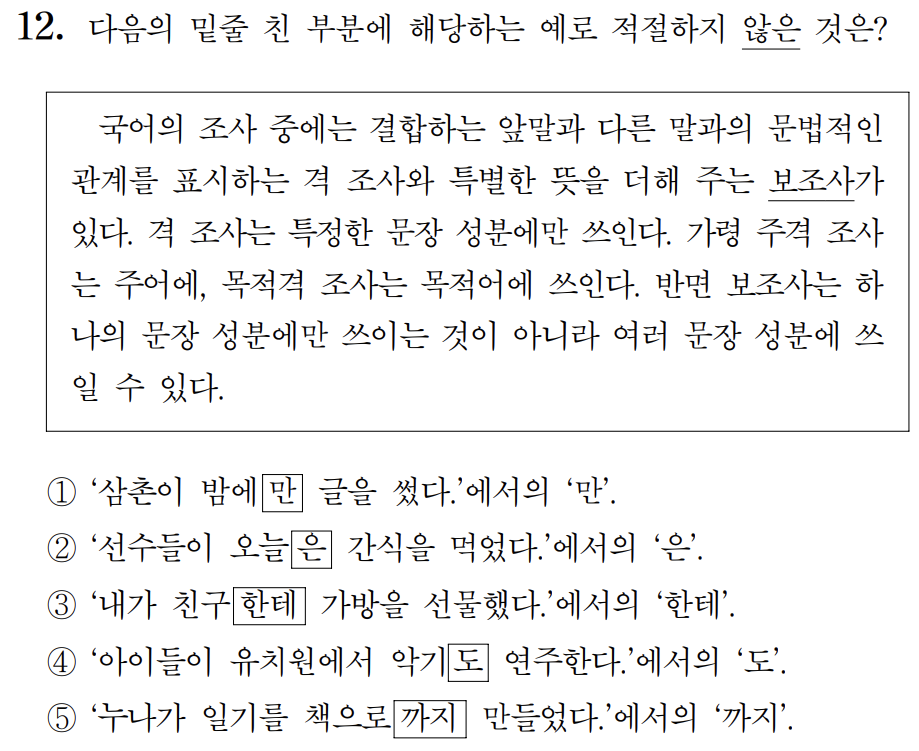 12. 다음의 밑줄 친 부분에 해당하는 예로 적절하지 않은 것은?
국어의 조사 중에는 결합하는 앞말과 다른 말과의 문법적인
관계를 표시하는 격 조사와 특별한 뜻을 더해 주는 보조사가
있다. 격 조사는 특정한 문장 성분에만 쓰인다. 가령 주격 조사
는 주어에, 목적격 조사는 목적어에 쓰인다. 반면 보조사는 하
나의 문장 성분에만 쓰이는 것이 아니라 여러 문장 성분에 쓰
일 수 있다.
① ‘삼촌이 밤에만 글을 썼다.’에서의 ‘만’.
② ‘선수들이 오늘은 간식을 먹었다.’에서의 ‘은’.
③ ‘내가 친구한테 가방을 선물했다.’에서의 ‘한테’.
④ ‘아이들이 유치원에서 악기도 연주한다.’에서의 ‘도’.
⑤ ‘누나가 일기를 책으로까지 만들었다.’에서의 ‘까지’.